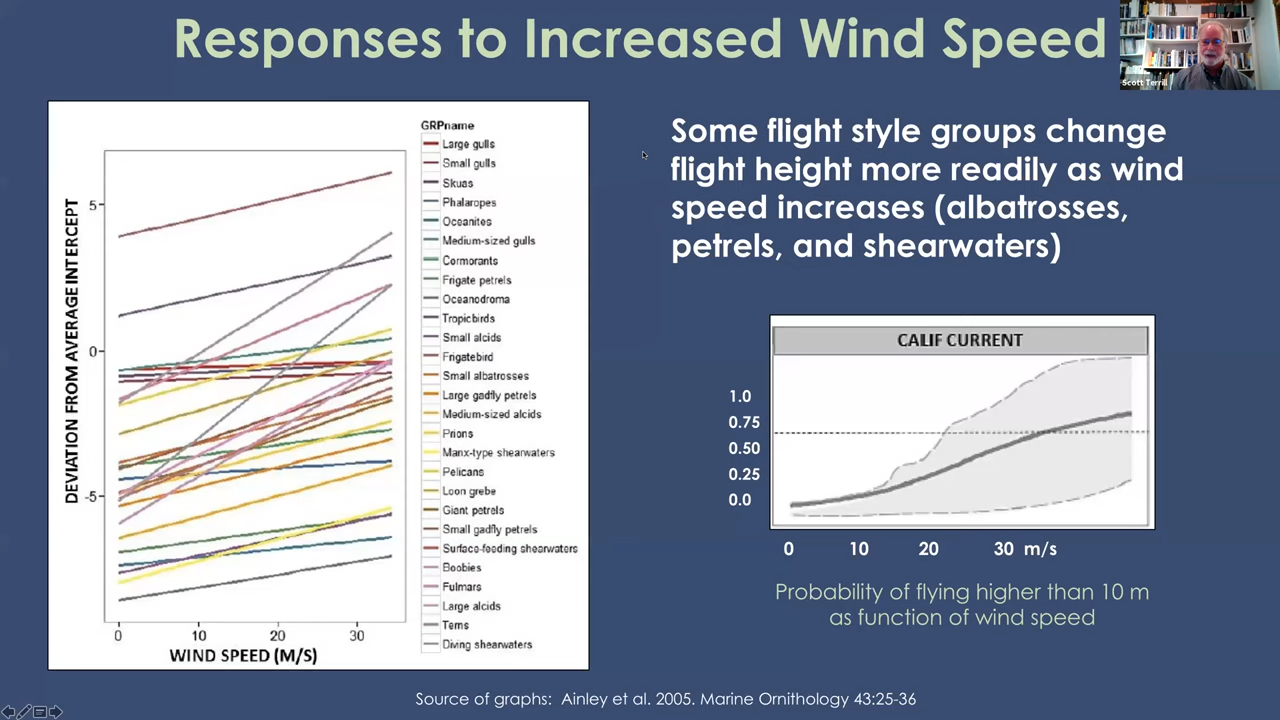 Responses to Increased Wind Speed
Scott Terrill
GRPname
Large gulls
Small gulls
Skuas
Phalaropes
Oceanites
Medium-sized gulls
Cormorants
Frigate petrels
Oceanodroma
Tropicbirds
Small alcids
Frigatebird
Small albatrosses
Large gadfly petrels
Medium-sized alcids
Prions
Manx-type shearwaters
Pelicans
Loon grebe
Giant petrels
Small gadfly petrels
Surface-feeding shearwaters
Boobies
Fulmars
Large alcids
Terns
Diving shearwaters
DEVIATION FROM AVERAGE INTERCEPT
5
0
-5
0 10 20 30
WIND SPEED (M/S)
Some flight style groups change
flight height more readily as wind
speed increases (albatrosses,
petrels, and shearwaters)
CALIF CURRENT
1.0
0.75
0.50
0.25
0.0
0 10 20 30 m/s
Probability of flying higher than 10 m
as function of wind speed
Source of graphs: Ainley et al. 2005. Marine Ornithology 43:25-36